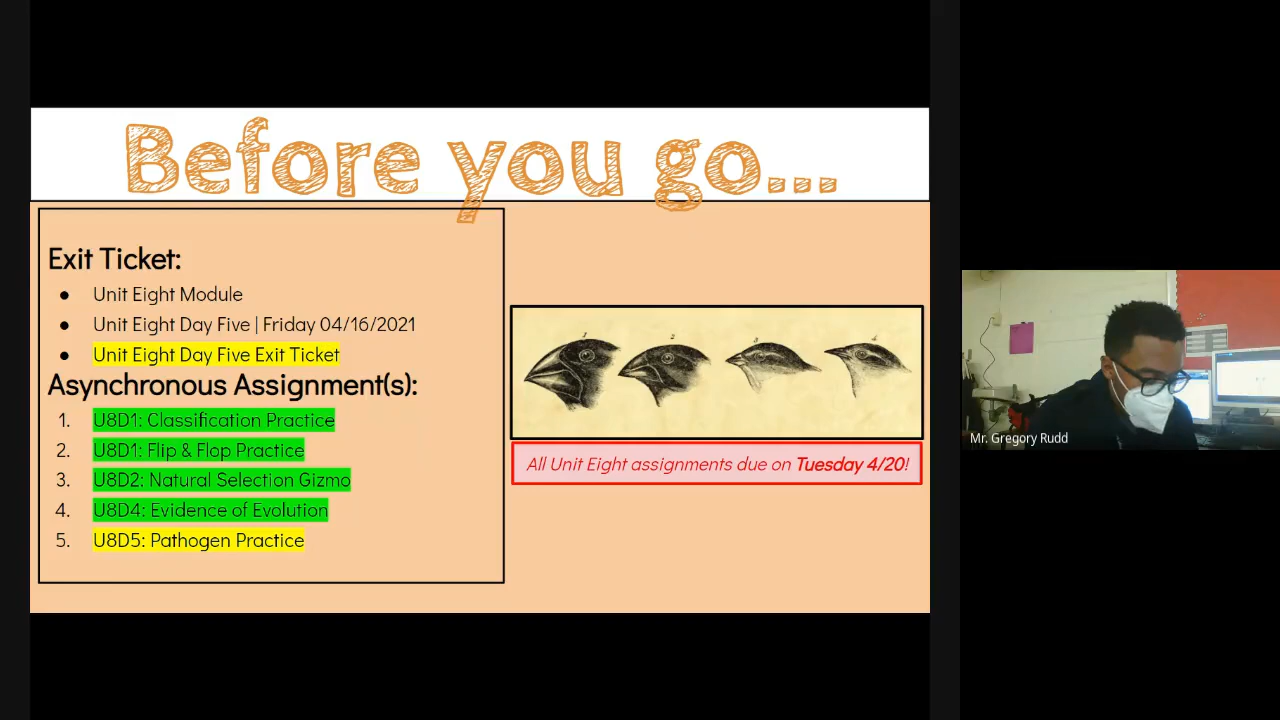 Before you go...
Exit Ticket:
● Unit Eight Module
● Unit Eight Day Five | Friday 04/16/2021
● Unit Eight Day Five Exit Ticket
Asynchronous Assignment(s):
1. U8D1: Classification Practice
2. U8D1: Flip & Flop Practice
3. U8D2: Natural Selection Gizmo
4. U8D4: Evidence of Evolution
5. U8D5: Pathogen Practice
All Unit Eight assignments due on Tuesday 4/20!
Mr. Gregory Rudd